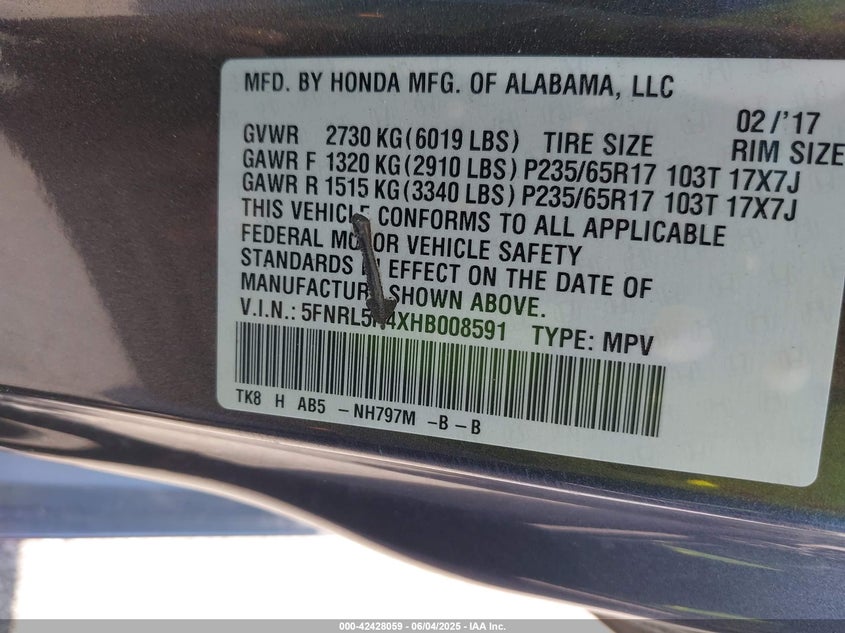 MFD. BY HONDA MFG. OF ALABAMA, LLC
02/'17
GVWR 2730 KG(6019 LBS) TIRE SIZE RIM SIZE
GAWR F 1320 KG(2910 LBS) P235/65R17 103T 17X7J
GAWR R 1515 KG(3340 LBS) P235/65R17 103T 17X7J
THIS VEHICLE CONFORMS TO ALL APPLICABLE
FEDERAL VEHICLE SAFETY
STANDARDS EFFECT ON THE DATE OF
SHOWN ABOVE.
V.I.N.: TYPE: MPV
TK8 H AB5 -NH797M -B-B
000-42428059 - 06/04/2025 - IAA Inc.